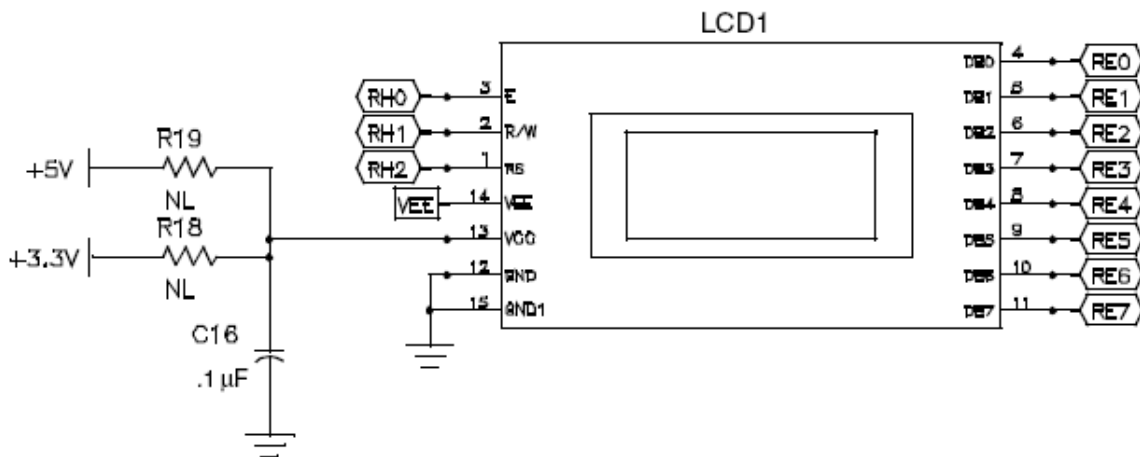 LCD1
RH0 3 E
RH1 2 R/W
RH2 1 RS
VEE 14 VEE
13 VCC
12 GND
15 GND1
DB0 4 RE0
DB1 5 RE1
DB2 6 RE2
DB3 7 RE3
DB4 8 RE4
DB5 9 RE5
DB6 10 RE6
DB7 11 RE7
R19
+5V
NL
R18
+3.3V
NL
C16
.1 µF